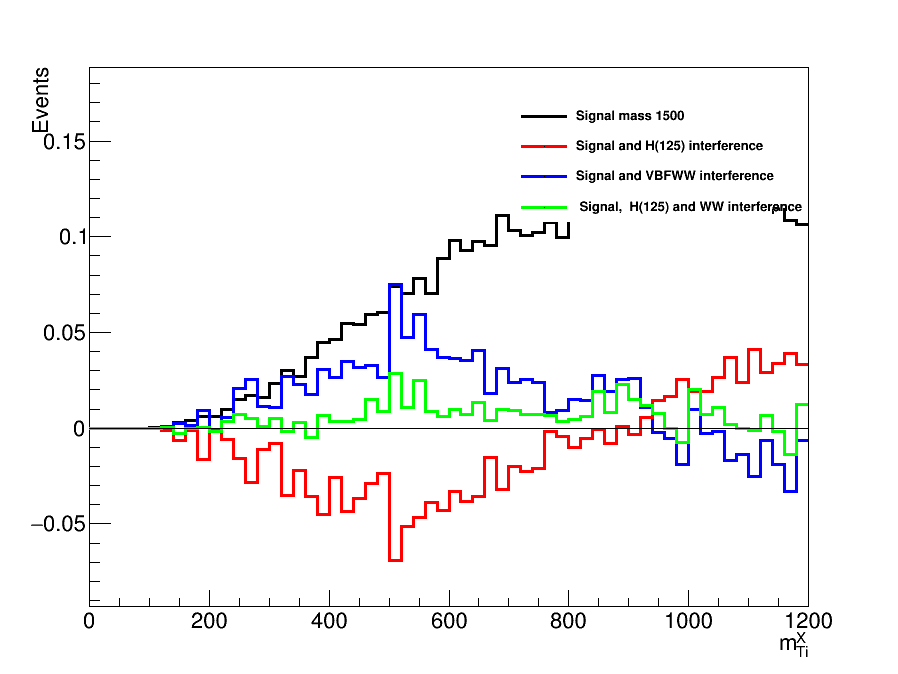 Events
0.15
0.1
0.05
0
−0.05
Signal mass 1500
Signal and H(125) interference
Signal and VBFWW interference
Signal, H(125) and WW interference
0 200 400 600 800 1000 1200
m^X_Ti